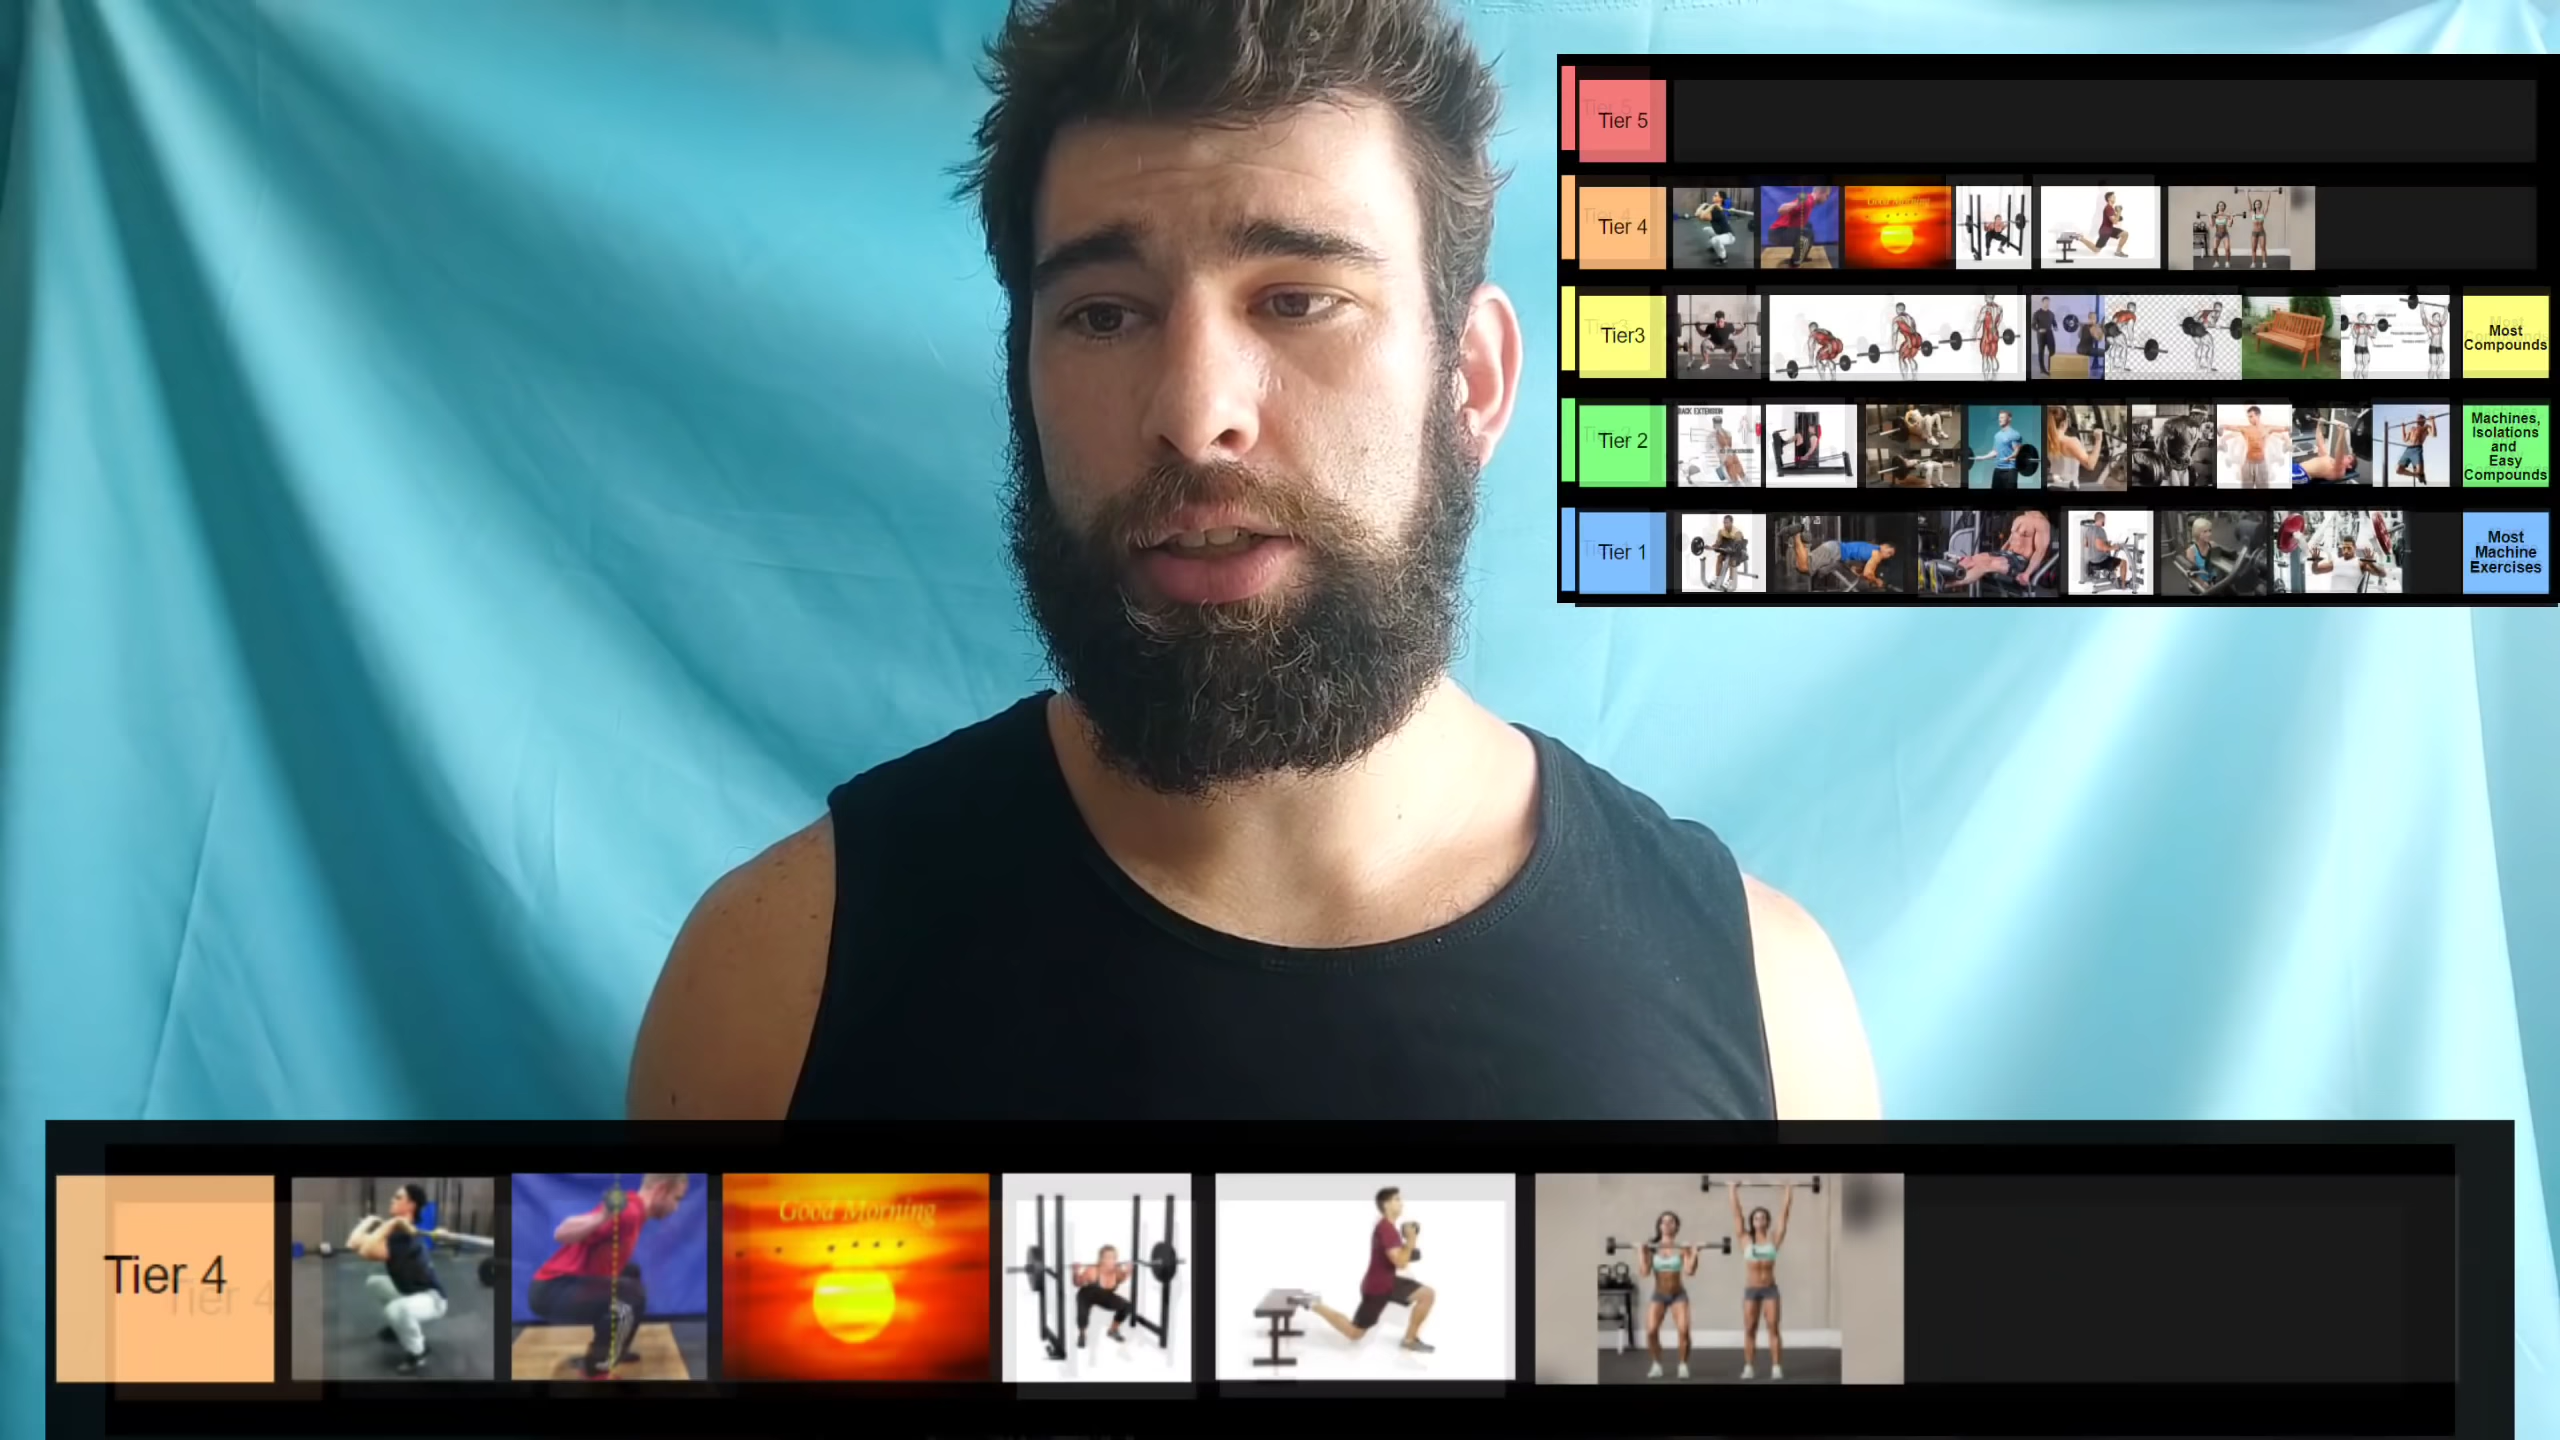 Tier 5
Tier 4
Good Morning
Tier3
Most
Compounds
Tier 2
BACK EXTENSION
Machines,
Isolations
and
Easy
Compounds
Tier 1
Most
Machine
Exercises
Tier 4
Good Morning